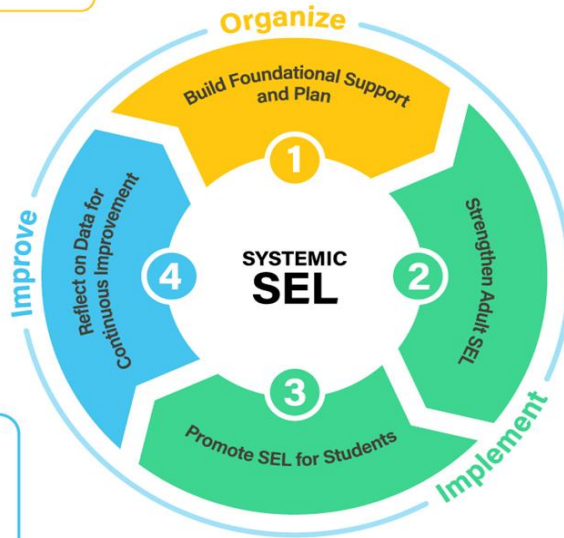 Organize
Build Foundational Support
and Plan
1
Strengthen Adult SEL
2
Implement
3
Promote SEL for Students
Improve
Reflect on Data for
Continuous Improvement
4
SYSTEMIC
SEL